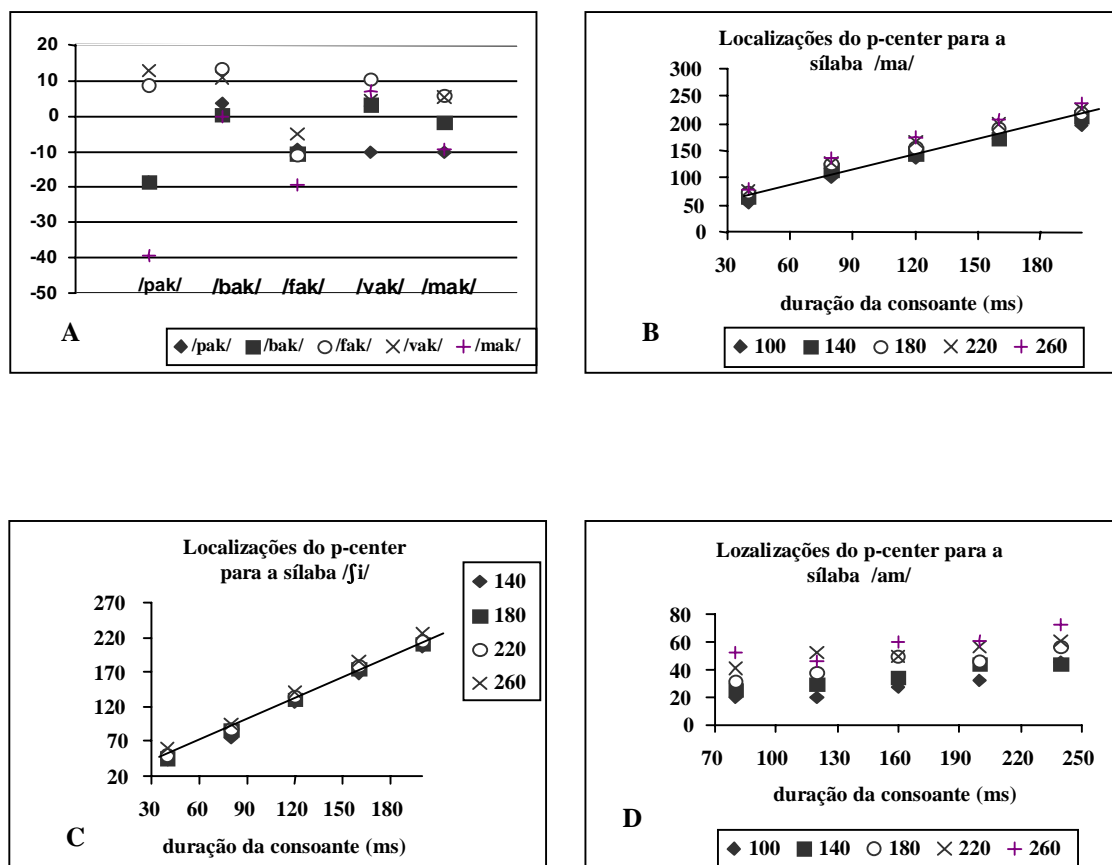 20
10
0
-10
-20
-30
-40
-50
/pak/ /bak/ /fak/ /vak/ /mak/
A
/pak/ /bak/ /fak/ /vak/ /mak/
Localizações do p-center para a
sílaba /ma/
300
250
200
150
100
50
0
30 60 90 120 150 180
duração da consoante (ms)
B
100 140 180 220 260
Localizações do p-center
para a sílaba /ʃi/
270
220
170
120
70
20
30 60 90 120 150 180
duração da consoante (ms)
C
140
180
220
260
Lozalizações do p-center para a
sílaba /am/
80
60
40
20
0
70 100 130 160 190 220 250
duração da consoante (ms)
D
100 140 180 220 260